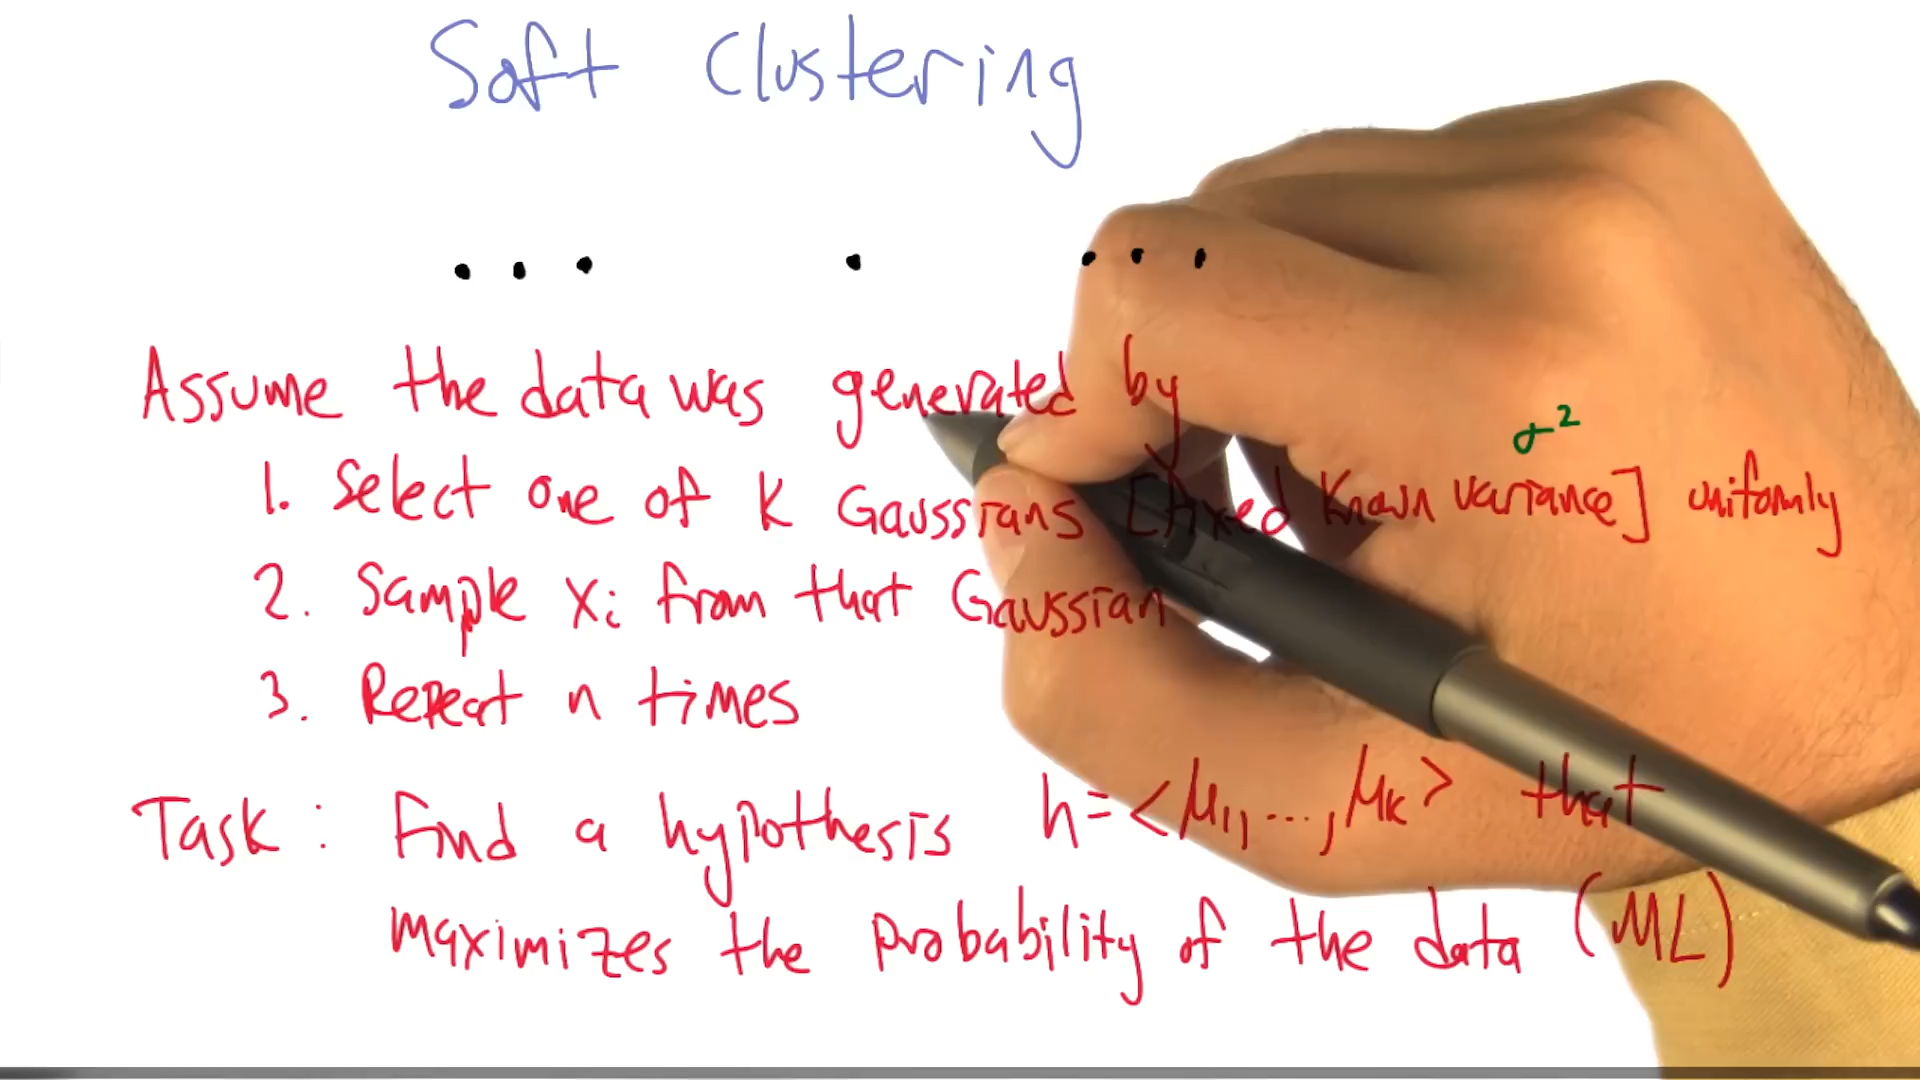 Soft Clustering
Assume the data was generated by
σ²
1. Select one of K Gaussians [fixed known variance] uniformly
2. Sample xᵢ from that Gaussian
3. Repeat n times
Task: Find a hypothesis h=<μ₁,...,μₖ> that
maximizes the probability of the data (ML)